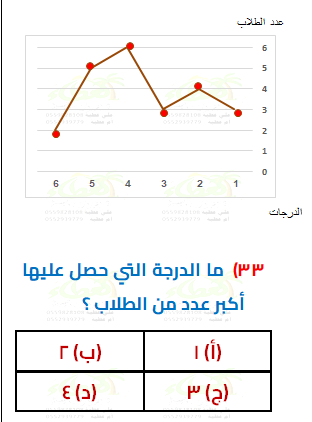 عدد الطلاب
6
5
4
3
2
1
0
6 5 4 3 2 1
الدرجات
٣٣) ما الدرجة التي حصل عليها
أكبر عدد من الطلاب ؟
(أ) ١ (ب) ٢
(ج) ٣ (د) ٤